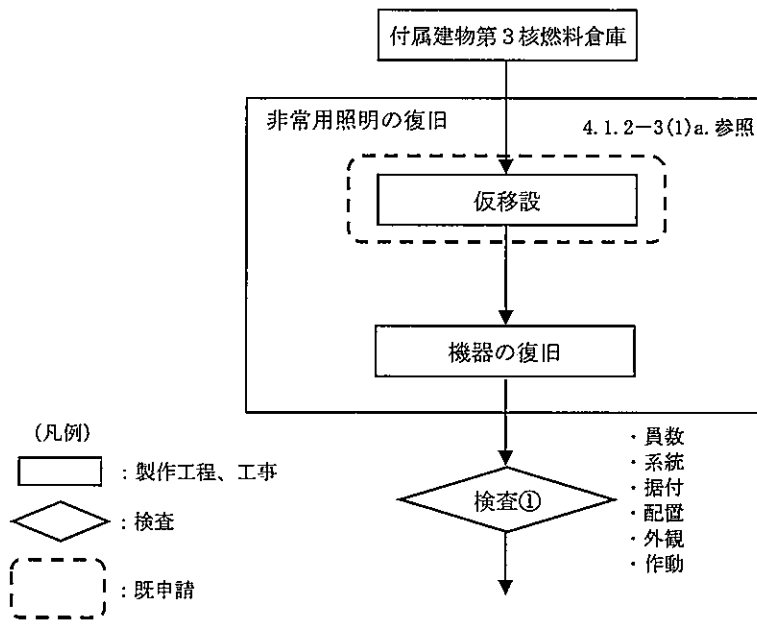 付属建物第3核燃料倉庫
非常用照明の復旧
4.1.2－3(1)a.参照
仮移設
機器の復旧
検査①
・員数
・系統
・据付
・配置
・外観
・作動
(凡例)
：製作工程、工事
：検査
：既申請